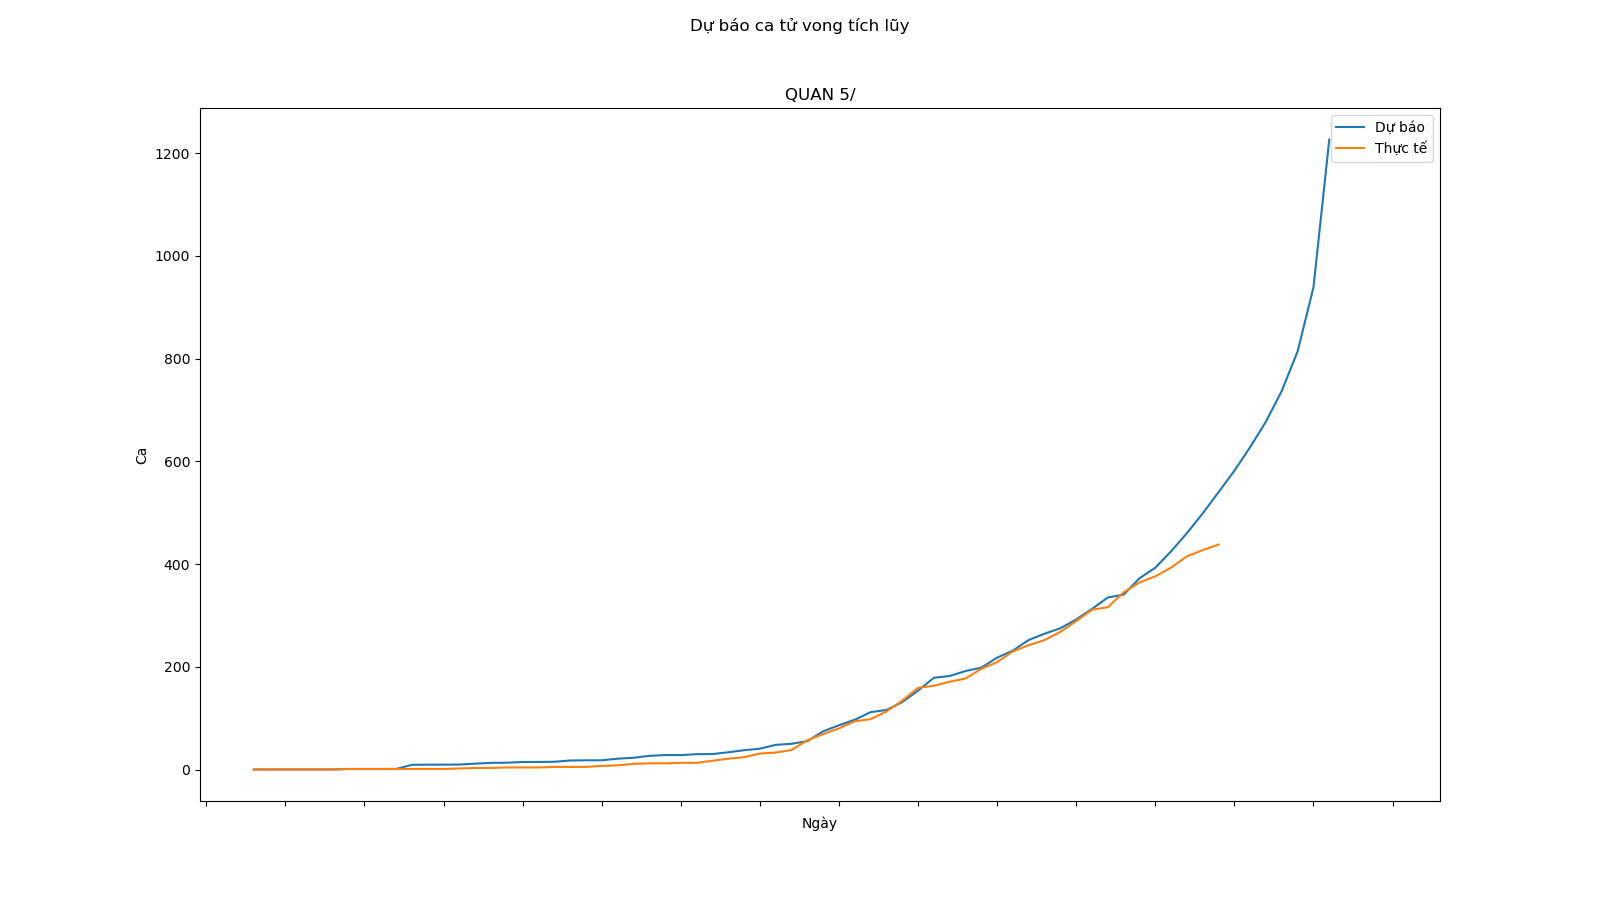 Dự báo ca tử vong tích lũy
QUAN 5/
Dự báo
Thực tế
1200
1000
800
600
400
200
0
Ca
Ngày